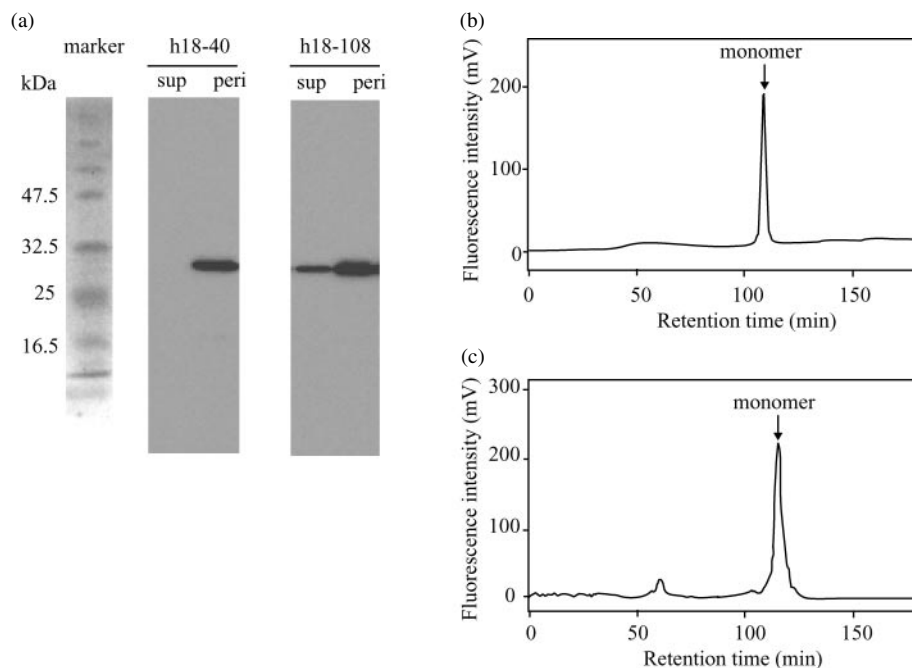 (a)
marker h18-40 h18-108
kDa sup peri sup peri
47.5
32.5
25
16.5
(b)
monomer
200
100
0
Fluorescence intensity (mV)
0 50 100 150
Retention time (min)
(c)
monomer
300
200
100
0
Fluorescence intensity (mV)
0 50 100 150
Retention time (min)